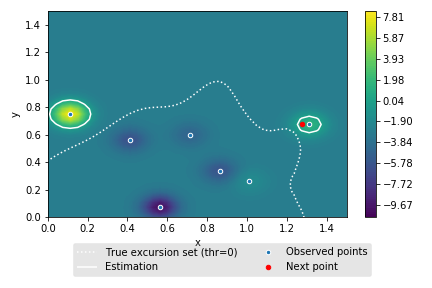 1.4
1.2
1.0
0.8
0.6
0.4
0.2
0.0
y
0.0 0.2 0.4 0.6 0.8 1.0 1.2 1.4
x
7.81
5.87
3.93
1.98
0.04
−1.90
−3.84
−5.78
−7.72
−9.67
True excursion set (thr=0)
Estimation
Observed points
Next point